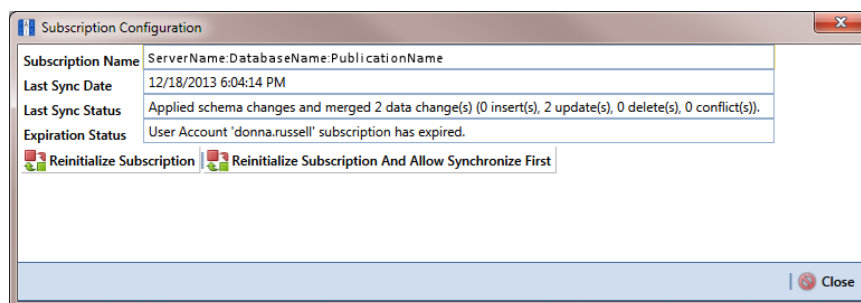 Subscription Configuration
Subscription Name ServerName:DatabaseName:PublicationName
Last Sync Date 12/18/2013 6:04:14 PM
Last Sync Status Applied schema changes and merged 2 data change(s) (0 insert(s), 2 update(s), 0 delete(s), 0 conflict(s)).
Expiration Status User Account 'donna.russell' subscription has expired.
Reinitialize Subscription | Reinitialize Subscription And Allow Synchronize First
Close